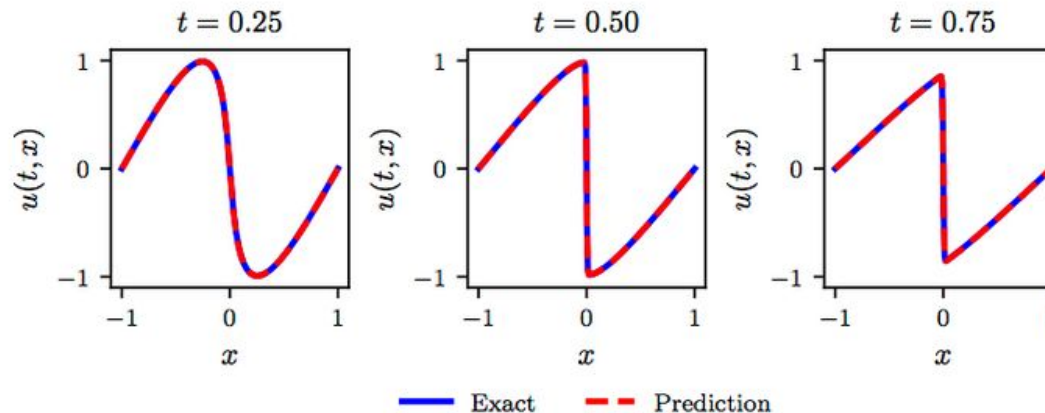 t = 0.25 t = 0.50 t = 0.75
1 1 1
u(t, x) u(t, x) u(t, x)
0 0 0
−1 −1 −1
−1 0 1 −1 0 1 −1 0
x x x
Exact Prediction